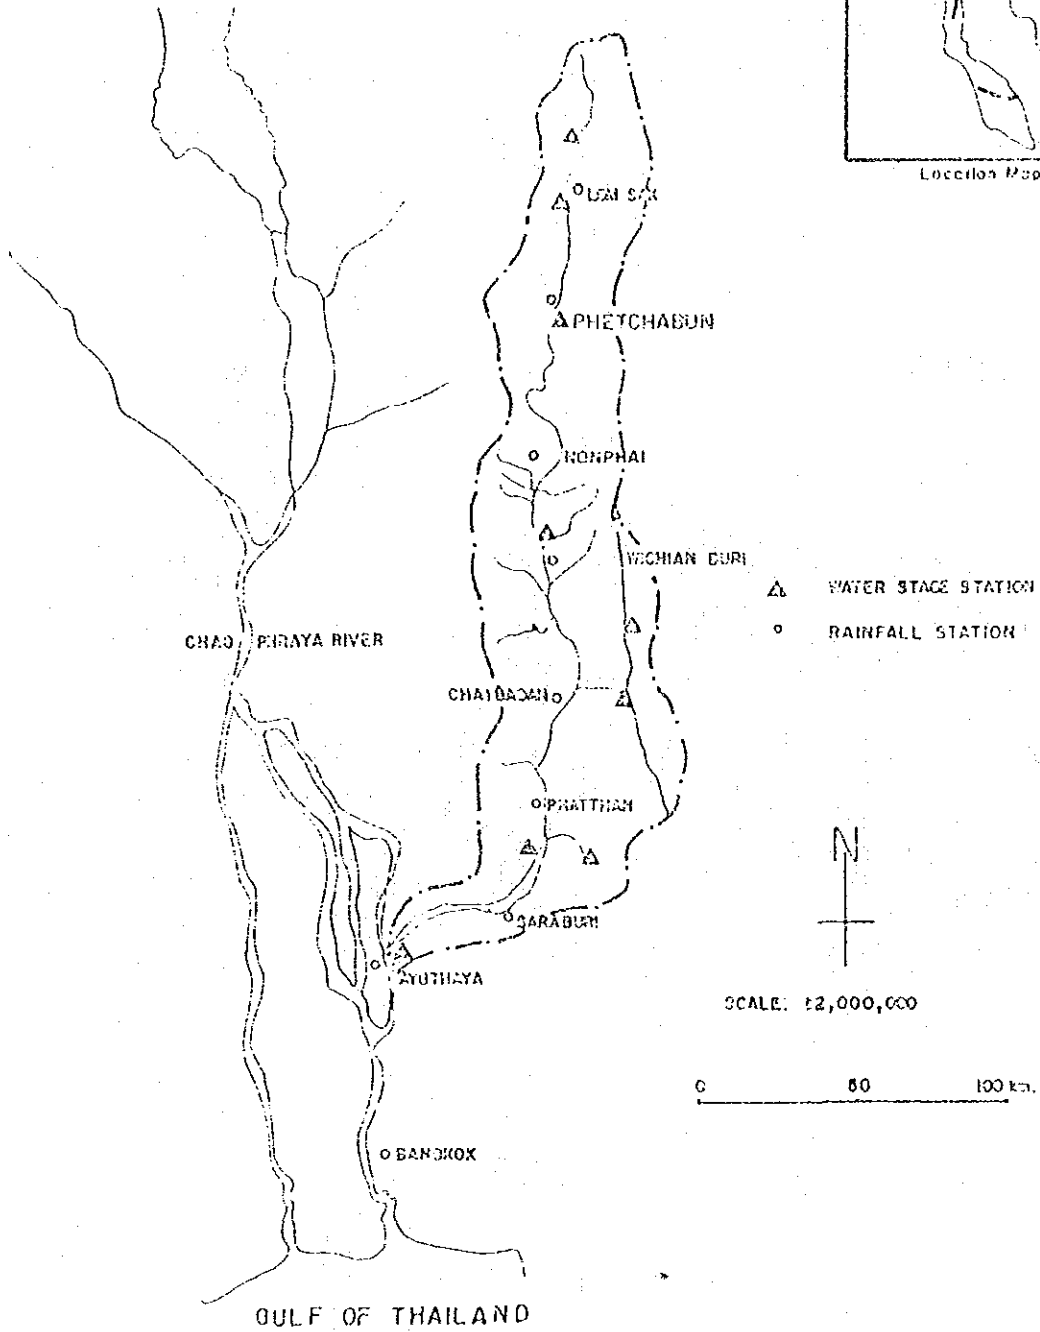 Location Map
LOM SAK
PHETCHABUN
NONPHAI
WICHIAN BURI
WATER STAGE STATION
RAINFALL STATION
CHAO PHRAYA RIVER
CHAIBADAN
PHATTHAN
N
SARABURI
AYUTHAYA
SCALE: 1:2,000,000
0 50 100 km.
BANGKOK
GULF OF THAILAND